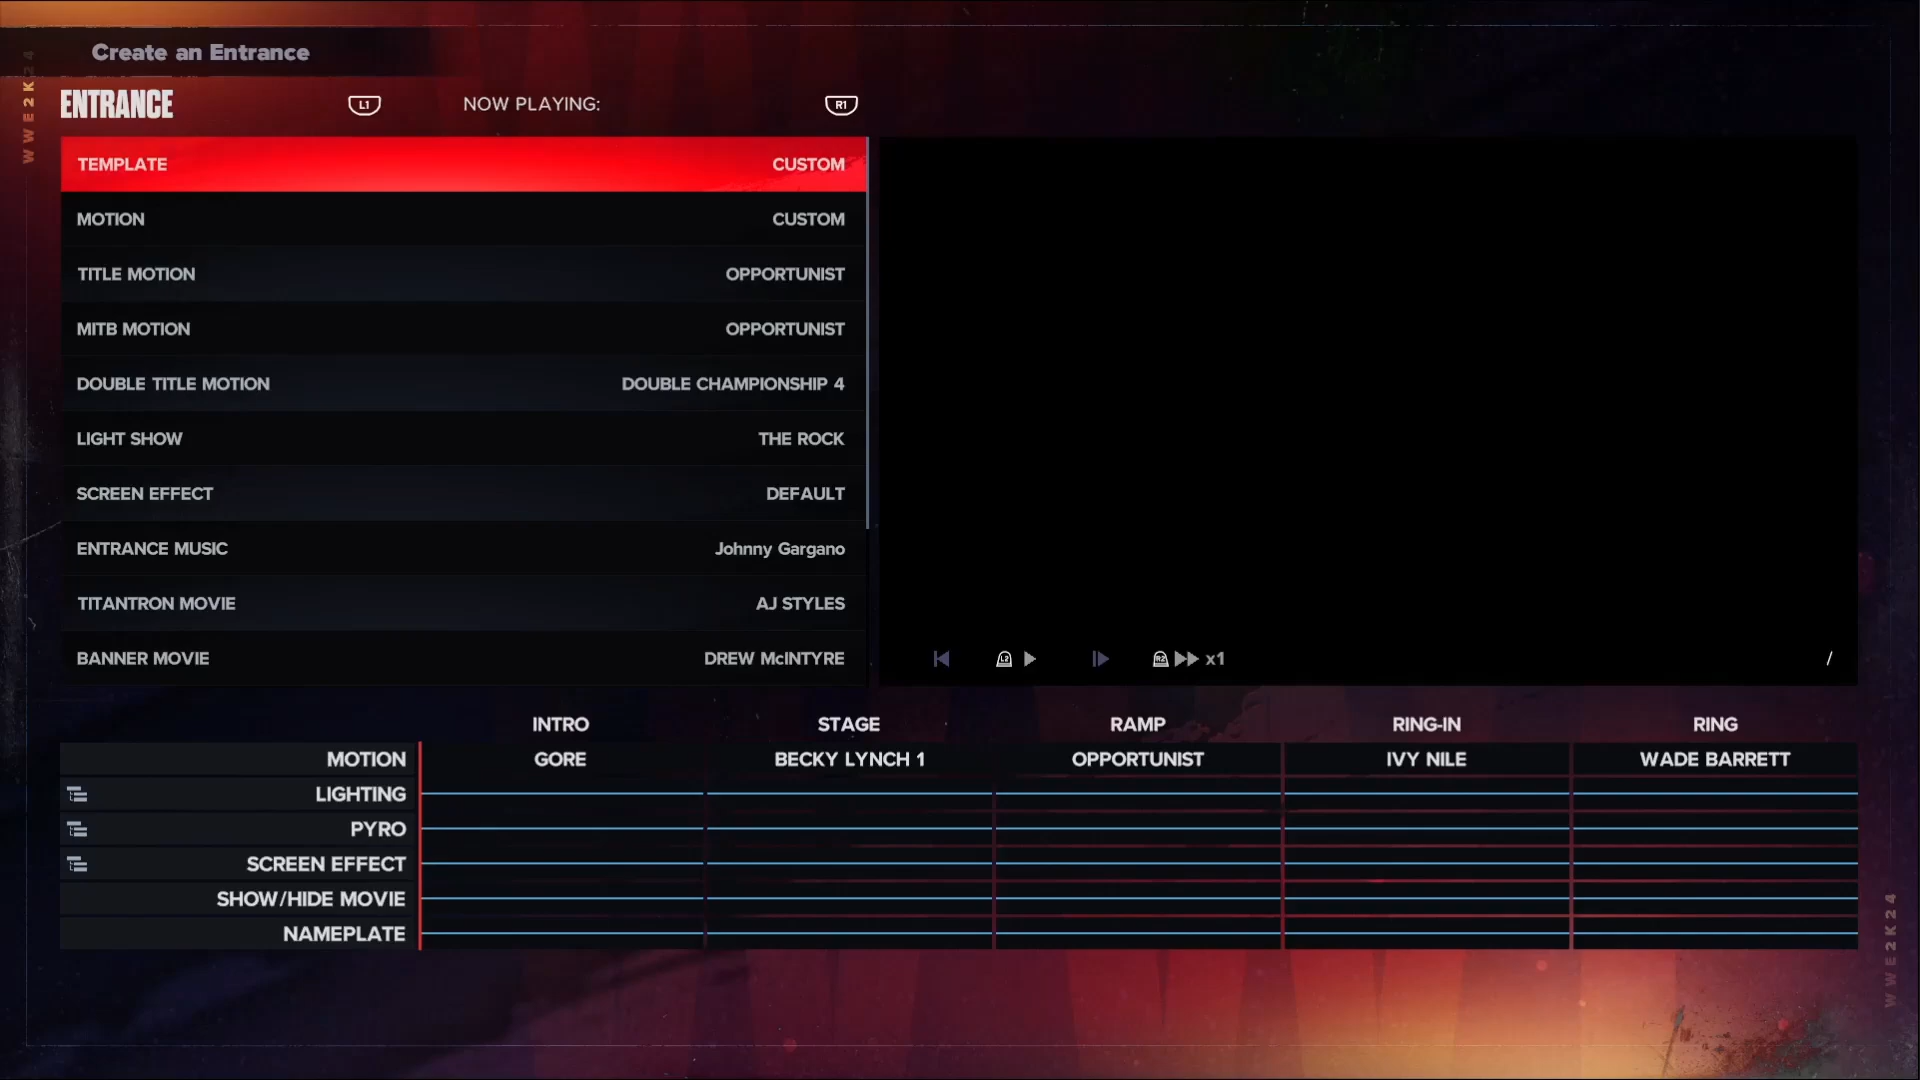 Create an Entrance
WWE2K24
ENTRANCE L1 NOW PLAYING: R1
TEMPLATE CUSTOM
MOTION CUSTOM
TITLE MOTION OPPORTUNIST
MITB MOTION OPPORTUNIST
DOUBLE TITLE MOTION DOUBLE CHAMPIONSHIP 4
LIGHT SHOW THE ROCK
SCREEN EFFECT DEFAULT
ENTRANCE MUSIC Johnny Gargano
TITANTRON MOVIE AJ STYLES
BANNER MOVIE DREW McINTYRE
L2 R2 x1 /
INTRO STAGE RAMP RING-IN RING
MOTION GORE BECKY LYNCH 1 OPPORTUNIST IVY NILE WADE BARRETT
LIGHTING
PYRO
SCREEN EFFECT
SHOW/HIDE MOVIE
NAMEPLATE
WWE2K24